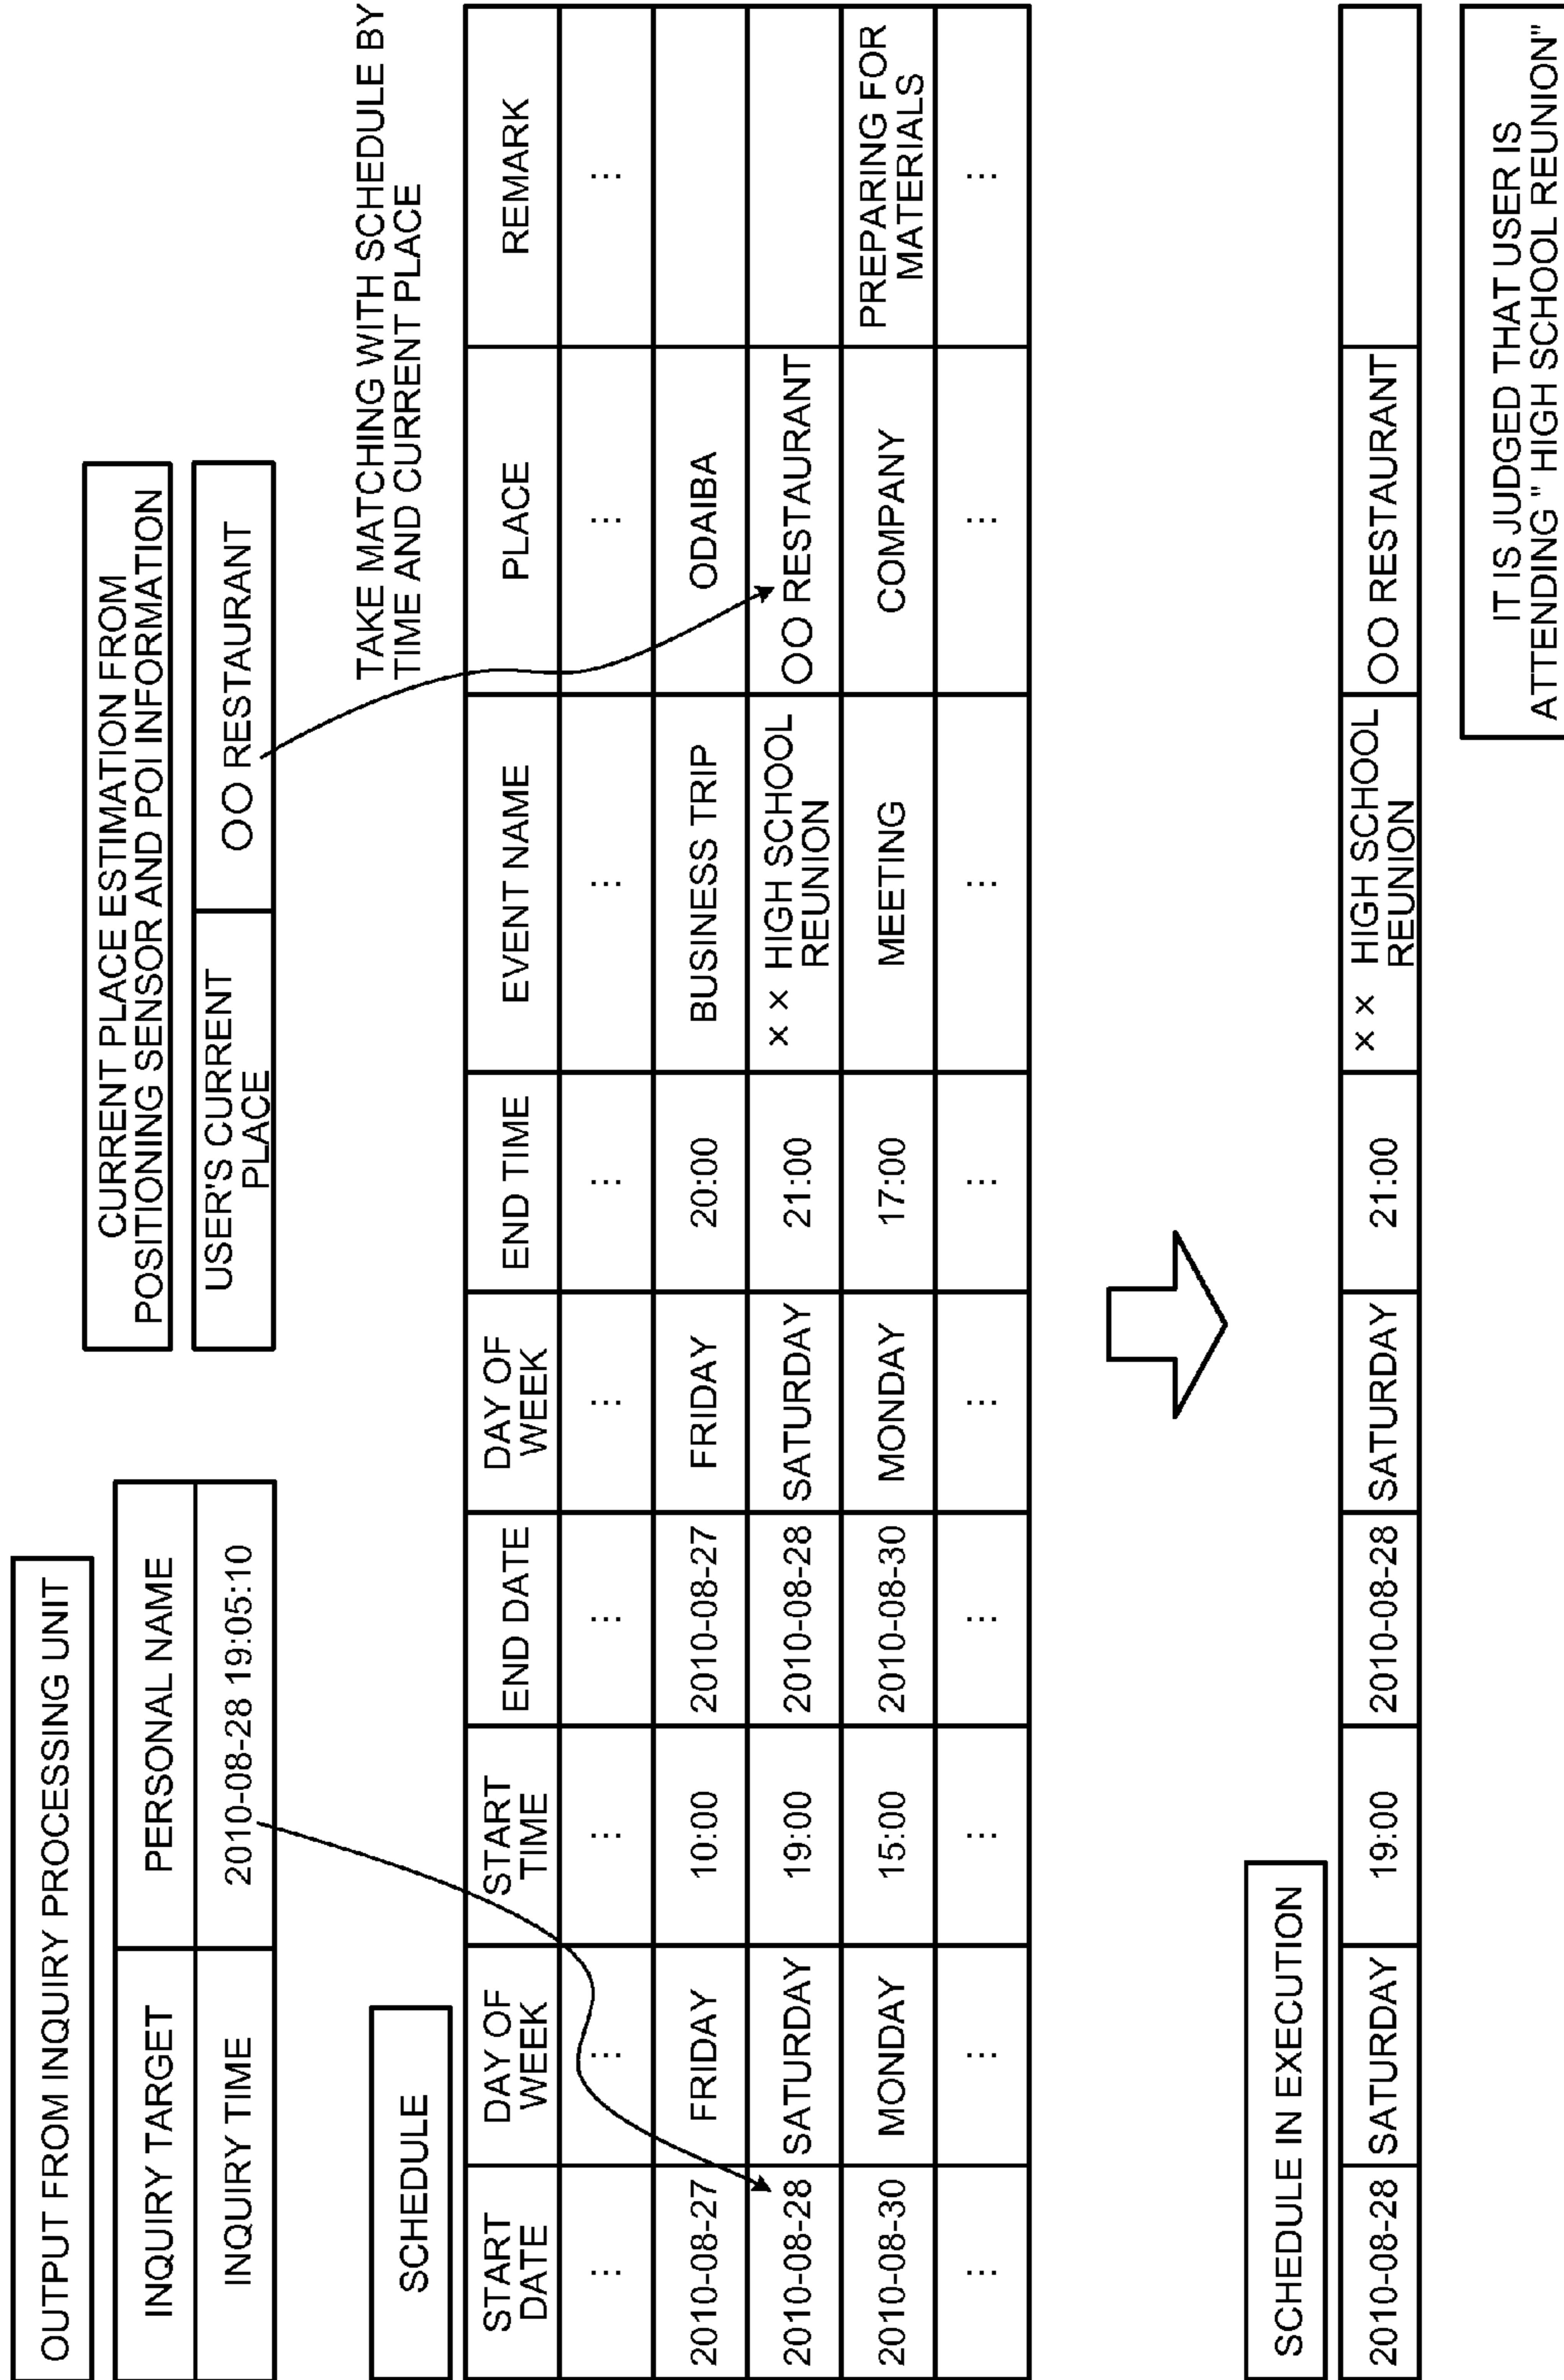 OUTPUT FROM INQUIRY PROCESSING UNIT
INQUIRY TARGET PERSONAL NAME
INQUIRY TIME 2010-08-28 19:05:10
CURRENT PLACE ESTIMATION FROM
POSITIONING SENSOR AND POI INFORMATION
USER'S CURRENT
PLACE
○○ RESTAURANT
TAKE MATCHING WITH SCHEDULE BY
TIME AND CURRENT PLACE
SCHEDULE
START
DATE
DAY OF
WEEK
START
TIME
END DATE
DAY OF
WEEK
END TIME
EVENT NAME
PLACE
REMARK
... ... ... ... ... ... ... ... ...
2010-08-27 FRIDAY 10:00 2010-08-27 FRIDAY 20:00 BUSINESS TRIP ODAIBA
2010-08-28 SATURDAY 19:00 2010-08-28 SATURDAY 21:00 ×× HIGH SCHOOL
REUNION
○○ RESTAURANT
2010-08-30 MONDAY 15:00 2010-08-30 MONDAY 17:00 MEETING COMPANY PREPARING FOR
MATERIALS
... ... ... ... ... ... ... ... ...
SCHEDULE IN EXECUTION
2010-08-28 SATURDAY 19:00 2010-08-28 SATURDAY 21:00 ×× HIGH SCHOOL
REUNION
○○ RESTAURANT
IT IS JUDGED THAT USER IS
ATTENDING " HIGH SCHOOL REUNION"